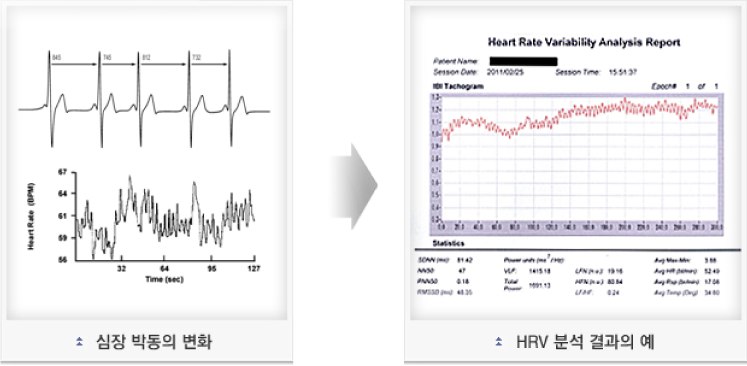 845 745 812 732
Heart Rate (BPM)
67
64
61
59
56
32 64 95 127
Time (sec)
심장 박동의 변화
Heart Rate Variability Analysis Report
Patient Name:
Session Date: 2011/02/25 Session Time: 15:51:37
IBI Tachogram Epoch# 1 of 1
Statistics
SDNN (ms) 81.42 Power units (ms²/Hz) Avg Max-Min 3.88
NN50 47 VLF 1415.18 LFN (n.u.) 19.16 Avg HR (b/min) 52.49
PNN50 0.18 Total Power 1691.13 HFN (n.u.) 80.84 Avg Rsp (b/min) 17.08
RMSSD (ms) 48.35 LF/HF 0.24 Avg Temp (Deg) 34.80
HRV 분석 결과의 예